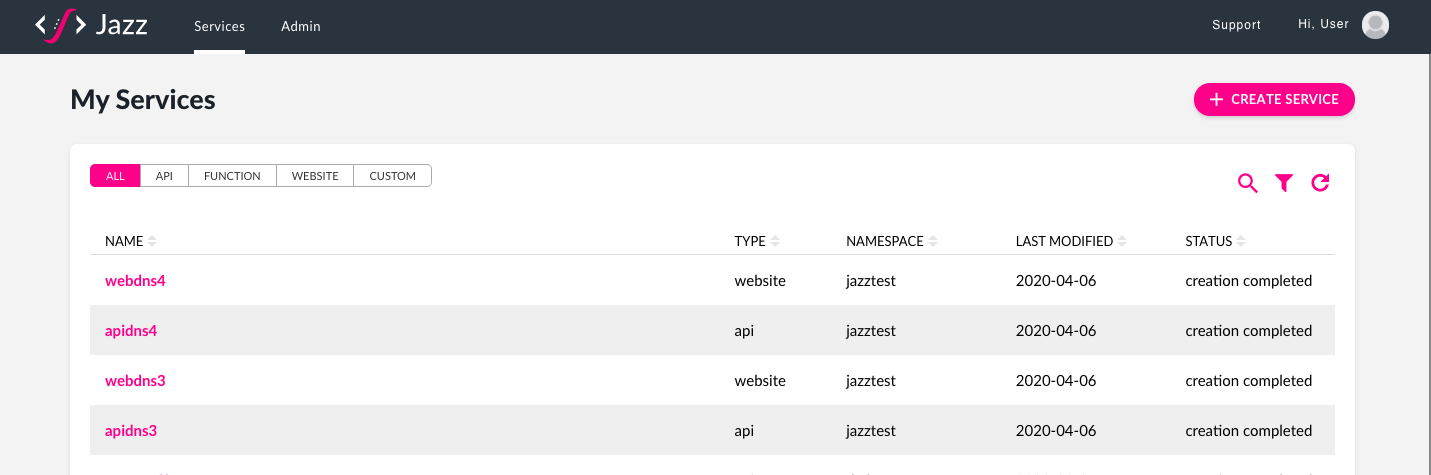 Jazz Services Admin Support Hi, User
My Services + CREATE SERVICE
ALL API FUNCTION WEBSITE CUSTOM
NAME TYPE NAMESPACE LAST MODIFIED STATUS
webdns4 website jazztest 2020-04-06 creation completed
apidns4 api jazztest 2020-04-06 creation completed
webdns3 website jazztest 2020-04-06 creation completed
apidns3 api jazztest 2020-04-06 creation completed